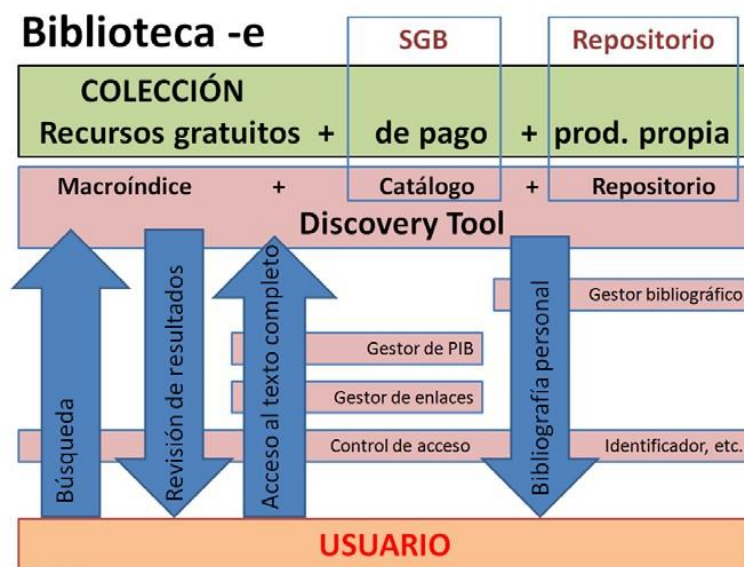 Biblioteca -e
SGB
Repositorio
COLECCIÓN
Recursos gratuitos + de pago + prod. propia
Macroíndice + Catálogo + Repositorio
Discovery Tool
Búsqueda
Revisión de resultados
Acceso al texto completo
Bibliografía personal
Gestor bibliográfico
Gestor de PIB
Gestor de enlaces
Control de acceso
Identificador, etc.
USUARIO